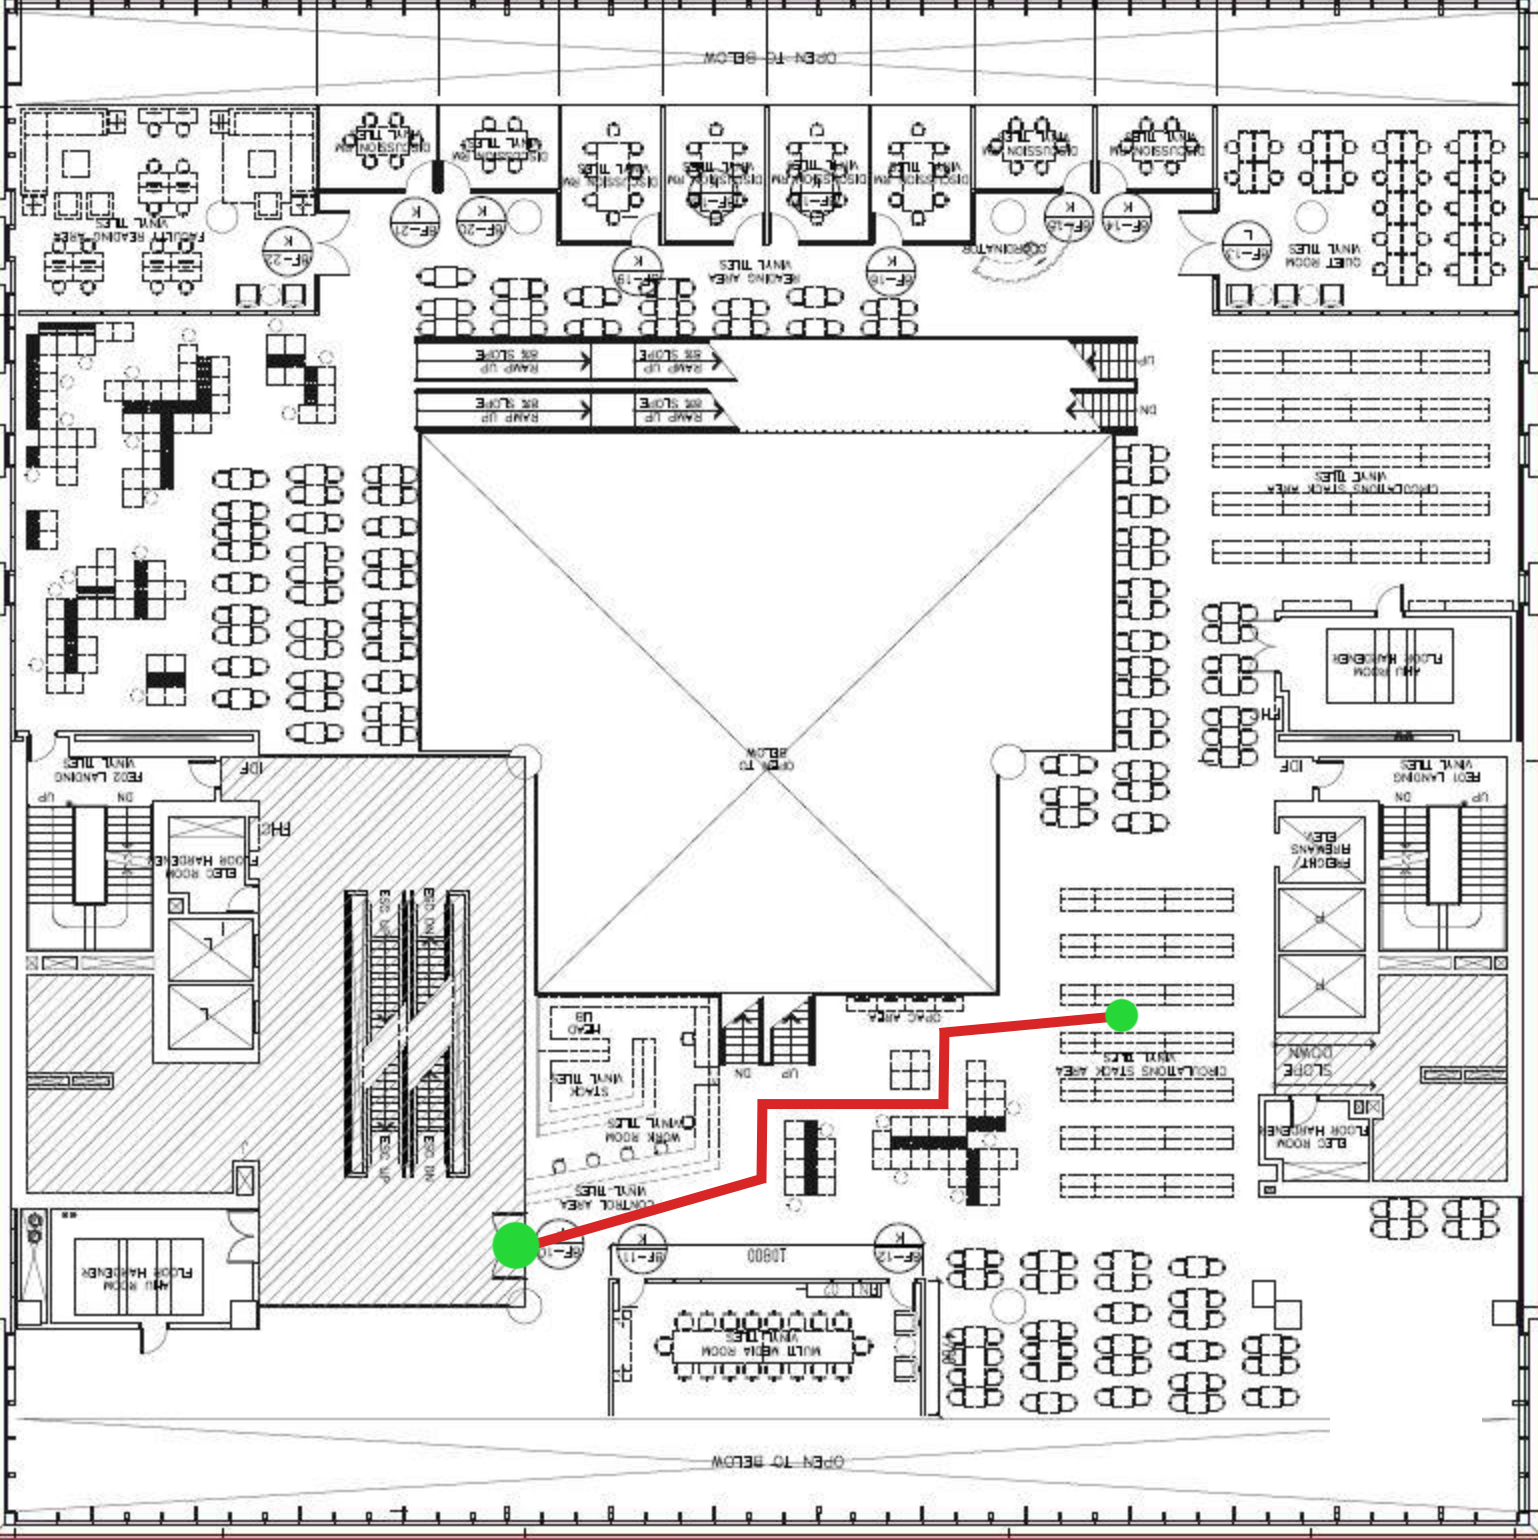 OPEN TO BELOW
DISCUSSION RM
VINYL TILES
DISCUSSION RM
VINYL TILES
DISCUSSION RM
VINYL TILES
DISCUSSION RM
VINYL TILES
DISCUSSION RM
VINYL TILES
DISCUSSION RM
VINYL TILES
DISCUSSION RM
VINYL TILES
DISCUSSION RM
VINYL TILES
FACULTY READING AREA
VINYL TILES
K
8F-22
K
8F-21
K
8F-20
K
8F-19
K
8F-16
K
8F-15
K
8F-14
L
8F-13
COORDINATOR
READING AREA
VINYL TILES
QUIET ROOM
VINYL TILES
RAMP UP
8% SLOPE
RAMP UP
8% SLOPE
UP
RAMP UP
8% SLOPE
RAMP UP
8% SLOPE
DN
CIRCULATIONS STACK AREA
VINYL TILES
AHU ROOM
FLOOR HARDENER
FHC
OPEN TO
BELOW
FE02 LANDING
VINYL TILES
IDF
UP
DN
FHC
ELEC ROOM
FLOOR HARDENER
IDF
FE01 LANDING
VINYL TILES
DN
UP
FREIGHT/
FIREMANS
ELEV.
ESC UP
ESC DN
HEAD
LIB
STACK
VINYL TILES
DN
UP
OPAC AREA
CIRCULATIONS STACK AREA
VINYL TILES
SLOPE
DOWN
WORK ROOM
VINYL TILES
ELEC ROOM
FLOOR HARDENER
ESC UP
ESC DN
CONTROL AREA
VINYL TILES
8F-10
K
8F-11
K
8F-12
10800
AHU ROOM
FLOOR HARDENER
MULTI MEDIA ROOM
VINYL TILES
OPEN TO BELOW